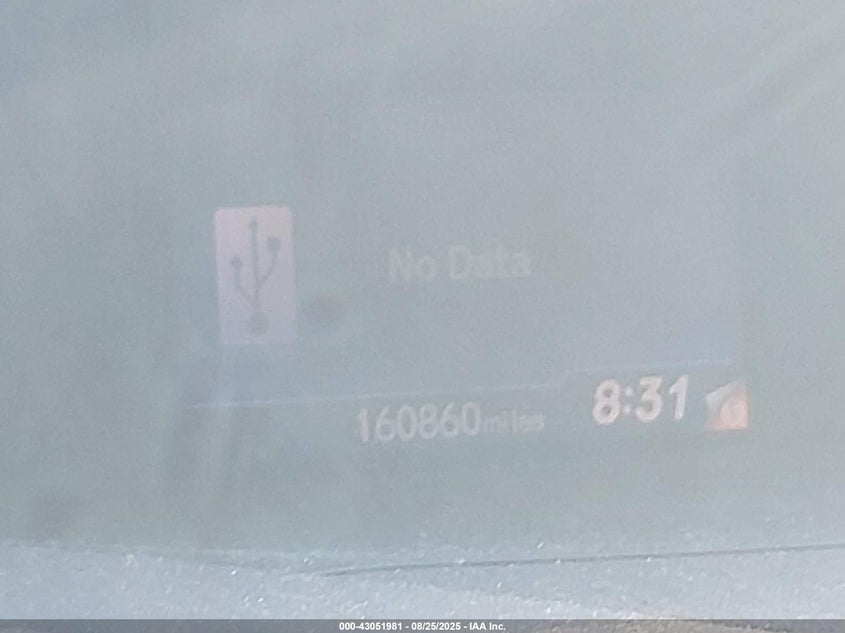 No Data
160860 miles
8:31
000-43051981 - 08/25/2025 - IAA Inc.